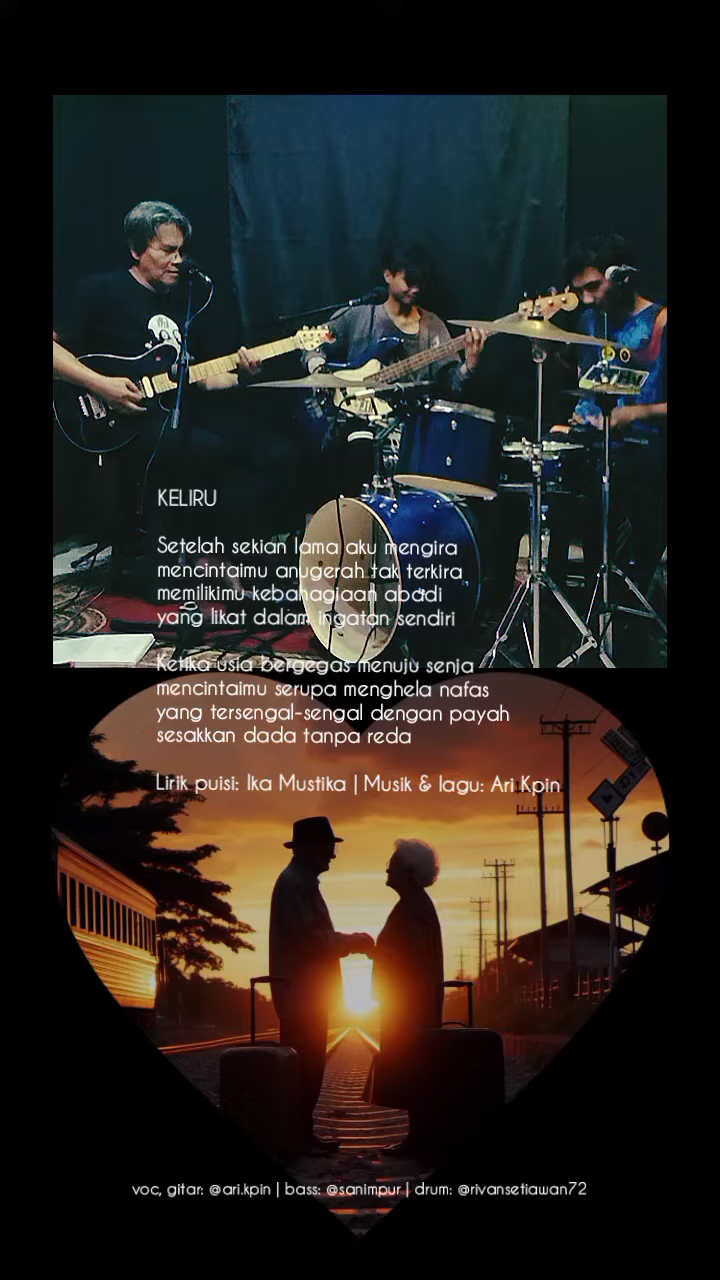 KELIRU
Setelah sekian lama aku mengira
mencintaimu anugerah tak terkira
memilikimu kebahagiaan abadi
yang likat dalam ingatan sendiri
Ketika usia bergegas menuju senja
mencintaimu serupa menghela nafas
yang tersengal-sengal dengan payah
sesakkan dada tanpa reda
Lirik puisi: Ika Mustika | Musik & lagu: Ari Kpin
voc, gitar: @ari.kpin | bass: @sanimpur | drum: @rivansetiawan72